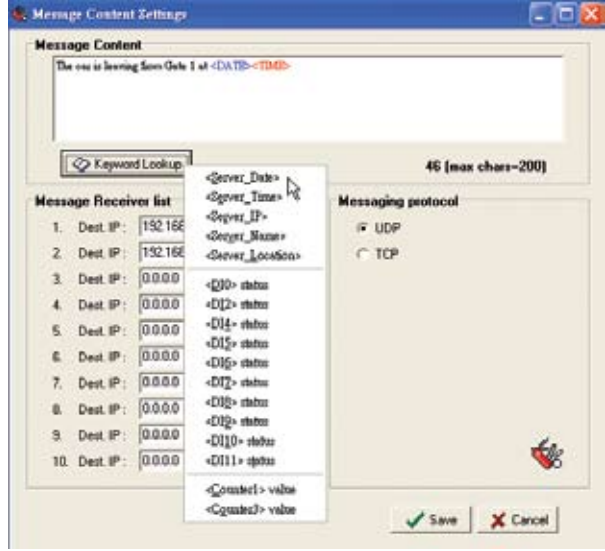 Message Content Settings
Message Content
The car is leaving from Gate 1 at <DATE><TIME>
Keyword Lookup
46 (max chars=200)
<Server_Date>
<Server_Time>
<Server_IP>
<Server_Name>
<Server_Location>
<DI0> status
<DI2> status
<DI4> status
<DI5> status
<DI6> status
<DI7> status
<DI8> status
<DI9> status
<DI10> status
<DI11> status
<Counter1> value
<Counter3> value
Message Receiver list
1. Dest. IP : 192.168
2. Dest. IP : 192.168
3. Dest. IP : 0.0.0.0
4. Dest. IP : 0.0.0.0
5. Dest. IP : 0.0.0.0
6. Dest. IP : 0.0.0.0
7. Dest. IP : 0.0.0.0
8. Dest. IP : 0.0.0.0
9. Dest. IP : 0.0.0.0
10. Dest. IP : 0.0.0.0
Messaging protocol
UDP
TCP
Save
Cancel